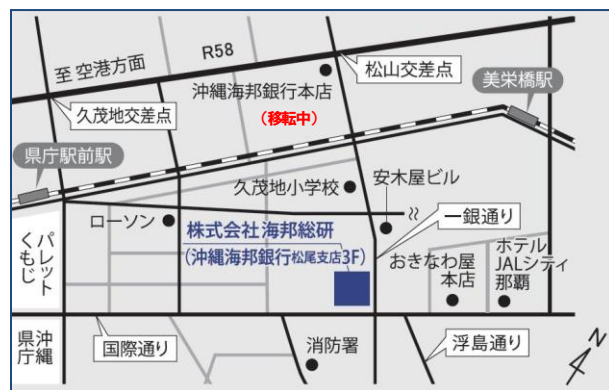 R58
至 空港方面
松山交差点
沖縄海邦銀行本店
(移転中)
美栄橋駅
久茂地交差点
県庁駅前駅
久茂地小学校
安木屋ビル
ローソン
一銀通り
株式会社海邦総研
(沖縄海邦銀行松尾支店3F)
パレット
くもじ
おきなわ屋
本店
ホテル
JALシティ
那覇
沖縄
県庁
国際通り
消防署
浮島通り
N